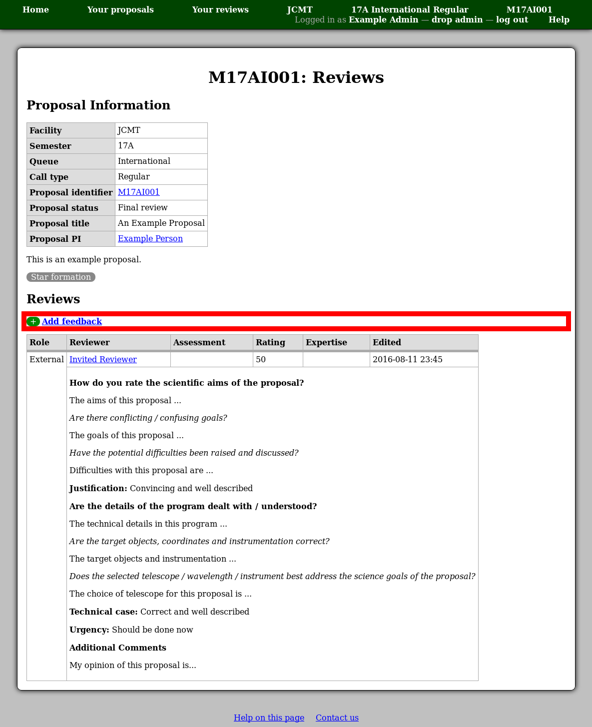 Home Your proposals Your reviews JCMT 17A International Regular M17AI001
Logged in as Example Admin — drop admin — log out Help
M17AI001: Reviews
Proposal Information
Facility JCMT
Semester 17A
Queue International
Call type Regular
Proposal identifier M17AI001
Proposal status Final review
Proposal title An Example Proposal
Proposal PI Example Person
This is an example proposal.
Star formation
Reviews
+ Add feedback
Role Reviewer Assessment Rating Expertise Edited
External Invited Reviewer 50 2016-08-11 23:45
How do you rate the scientific aims of the proposal?
The aims of this proposal ...
Are there conflicting / confusing goals?
The goals of this proposal ...
Have the potential difficulties been raised and discussed?
Difficulties with this proposal are ...
Justification: Convincing and well described
Are the details of the program dealt with / understood?
The technical details in this program ...
Are the target objects, coordinates and instrumentation correct?
The target objects and instrumentation ...
Does the selected telescope / wavelength / instrument best address the science goals of the proposal?
The choice of telescope for this proposal is ...
Technical case: Correct and well described
Urgency: Should be done now
Additional Comments
My opinion of this proposal is...
Help on this page Contact us